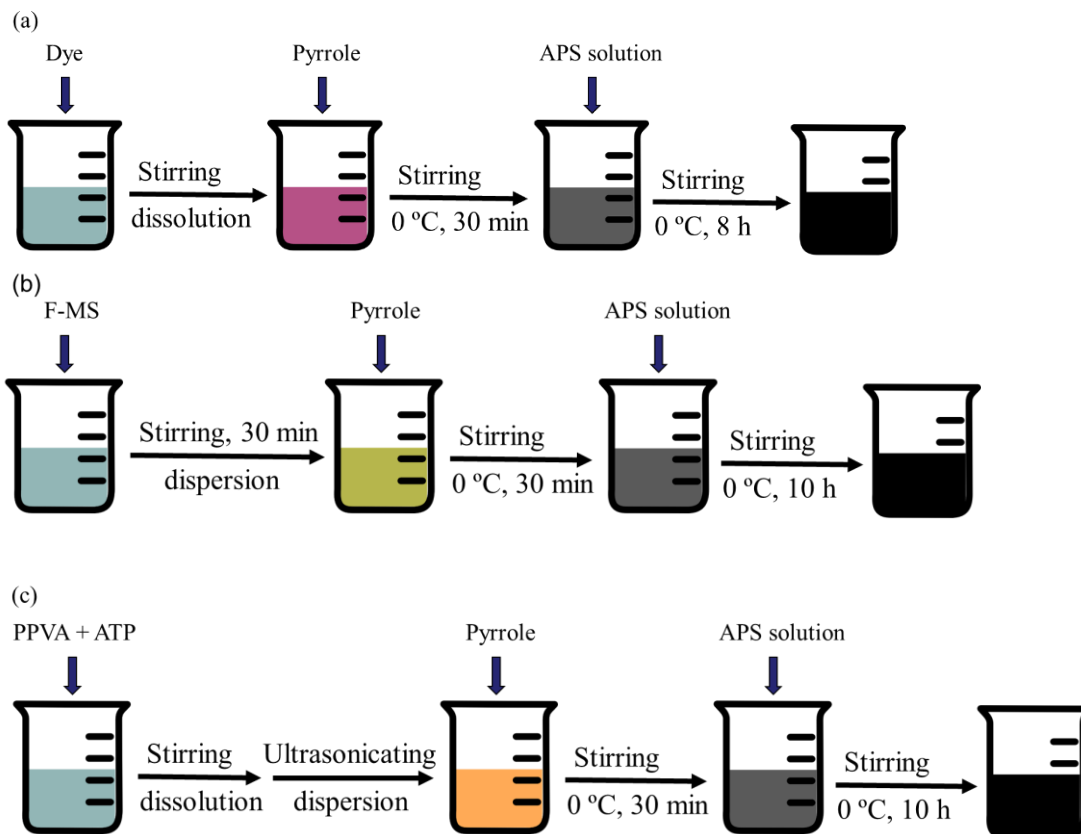 (a)
Dye
Pyrrole
APS solution
Stirring
dissolution
Stirring
0 ºC, 30 min
Stirring
0 ºC, 8 h
(b)
F-MS
Pyrrole
APS solution
Stirring, 30 min
dispersion
Stirring
0 ºC, 30 min
Stirring
0 ºC, 10 h
(c)
PPVA + ATP
Pyrrole
APS solution
Stirring
dissolution
Ultrasonicating
dispersion
Stirring
0 ºC, 30 min
Stirring
0 ºC, 10 h